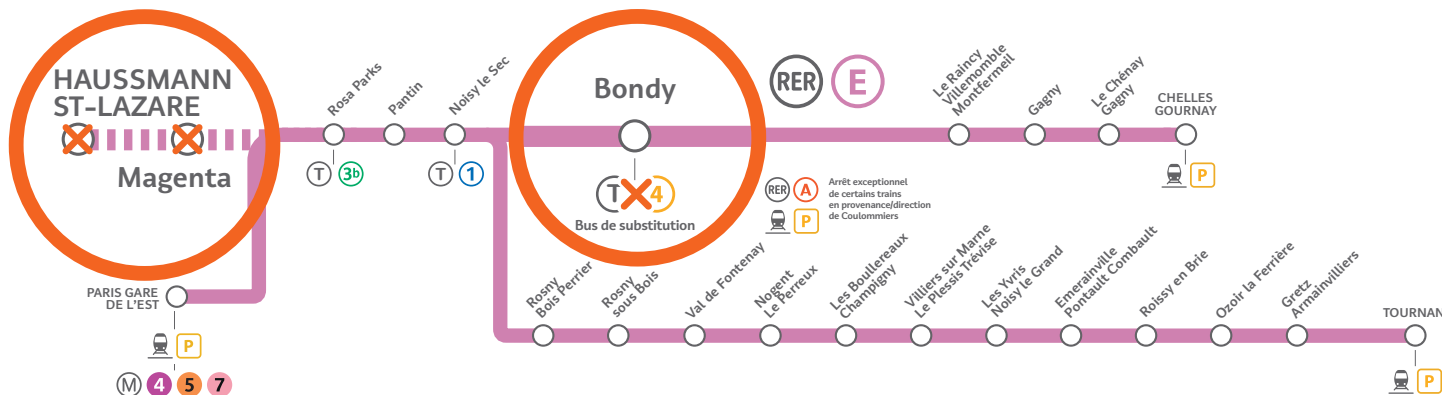 HAUSSMANN
ST-LAZARE
Magenta
PARIS GARE
DE L'EST
P
M 4 5 7
Rosa Parks
T 3b
Pantin
Noisy le Sec
T 1
Bondy
T 4
Bus de substitution
RER E
Le Raincy
Villemomble
Montfermeil
Gagny
Le Chénay
Gagny
CHELLES
GOURNAY
P
RER A
P
Arrêt exceptionnel
de certains trains
en provenance/direction
de Coulommiers
Rosny
Bois Perrier
Rosny
sous Bois
Val de Fontenay
Nogent
Le Perreux
Les Boullereaux
Champigny
Villiers sur Marne
Le Plessis Trévise
Les Yvris
Noisy le Grand
Emerainville
Pontault Combault
Roissy en Brie
Ozoir la Ferrière
Gretz
Armainvilliers
TOURNAN
P